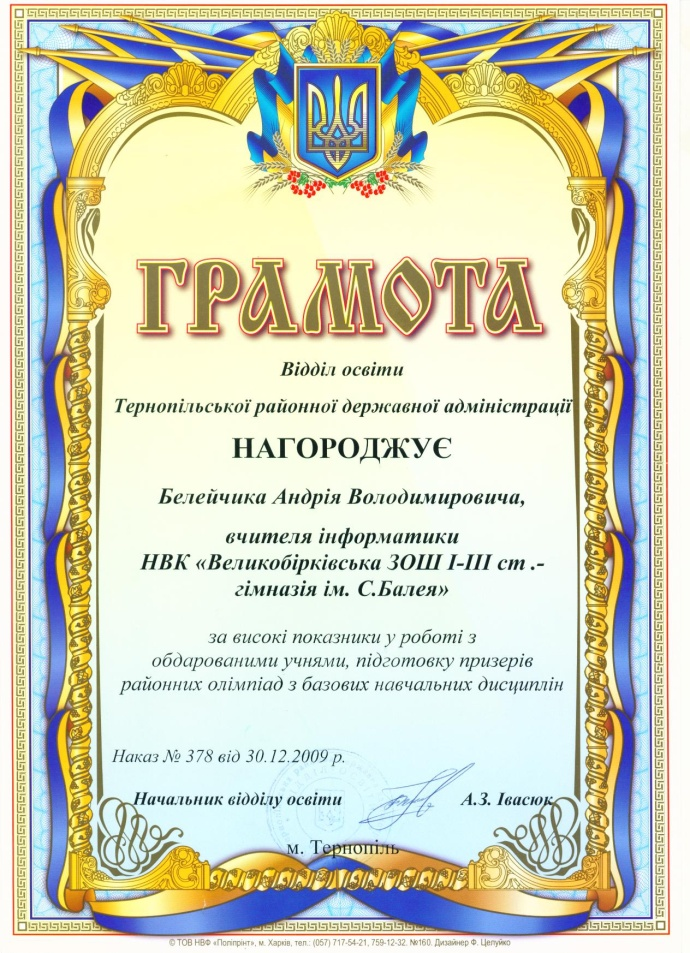 ГРАМОТА
Відділ освіти
Тернопільської районної державної адміністрації
НАГОРОДЖУЄ
Белейчика Андрія Володимировича,
вчителя інформатики
НВК «Великобірківська ЗОШ І-ІІІ ст .-
гімназія ім. С.Балея»
за високі показники у роботі з
обдарованими учнями, підготовку призерів
районних олімпіад з базових навчальних дисциплін
Наказ № 378 від 30.12.2009 р.
Начальник відділу освіти А.З. Івасюк
м. Тернопіль
© ТОВ НВФ «Поліпрінт», м. Харків, тел.: (057) 717-54-21, 759-12-32. №160. Дизайнер Ф. Целуйко